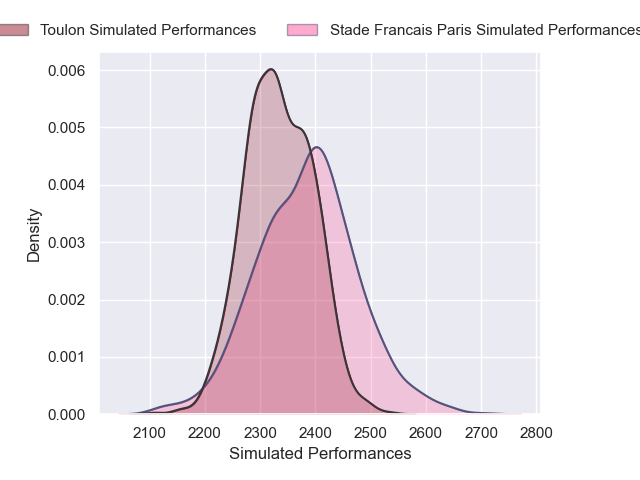 Toulon Simulated Performances Stade Francais Paris Simulated Performances
0.006
0.005
0.004
0.003
0.002
0.001
0.000
Density
2100 2200 2300 2400 2500 2600 2700 2800
Simulated Performances